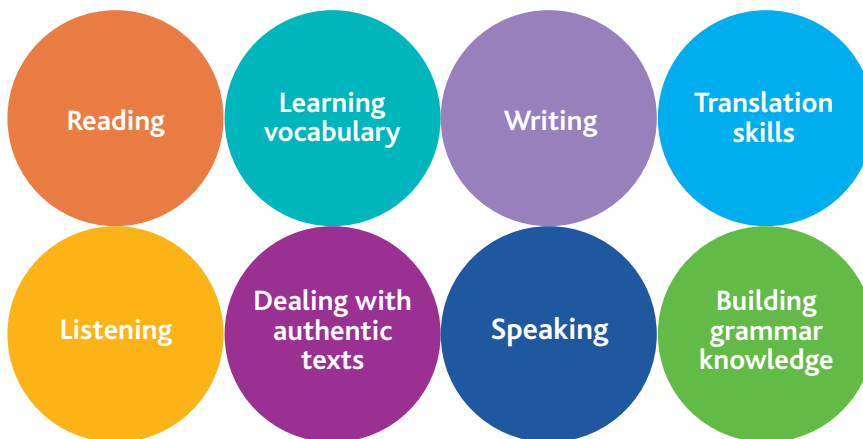 Reading
Learning
vocabulary
Writing
Translation
skills
Listening
Dealing with
authentic
texts
Speaking
Building
grammar
knowledge